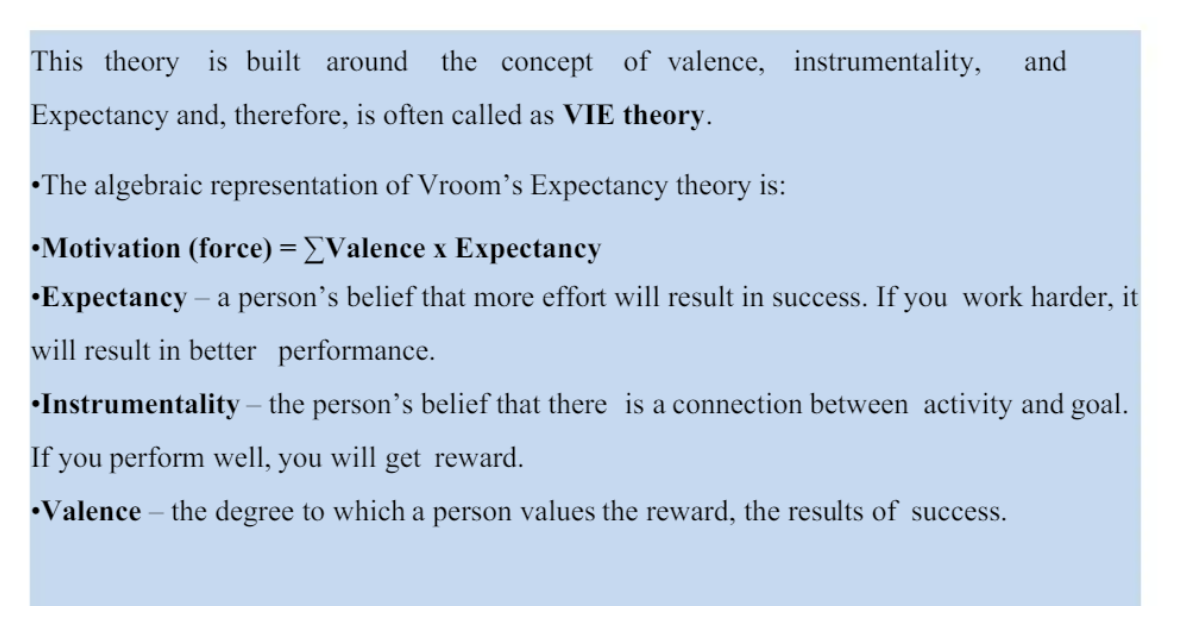 This theory is built around the concept of valence, instrumentality, and
Expectancy and, therefore, is often called as VIE theory.
•The algebraic representation of Vroom’s Expectancy theory is:
•Motivation (force) = ∑Valence x Expectancy
•Expectancy – a person’s belief that more effort will result in success. If you work harder, it
will result in better performance.
•Instrumentality – the person’s belief that there is a connection between activity and goal.
If you perform well, you will get reward.
•Valence – the degree to which a person values the reward, the results of success.